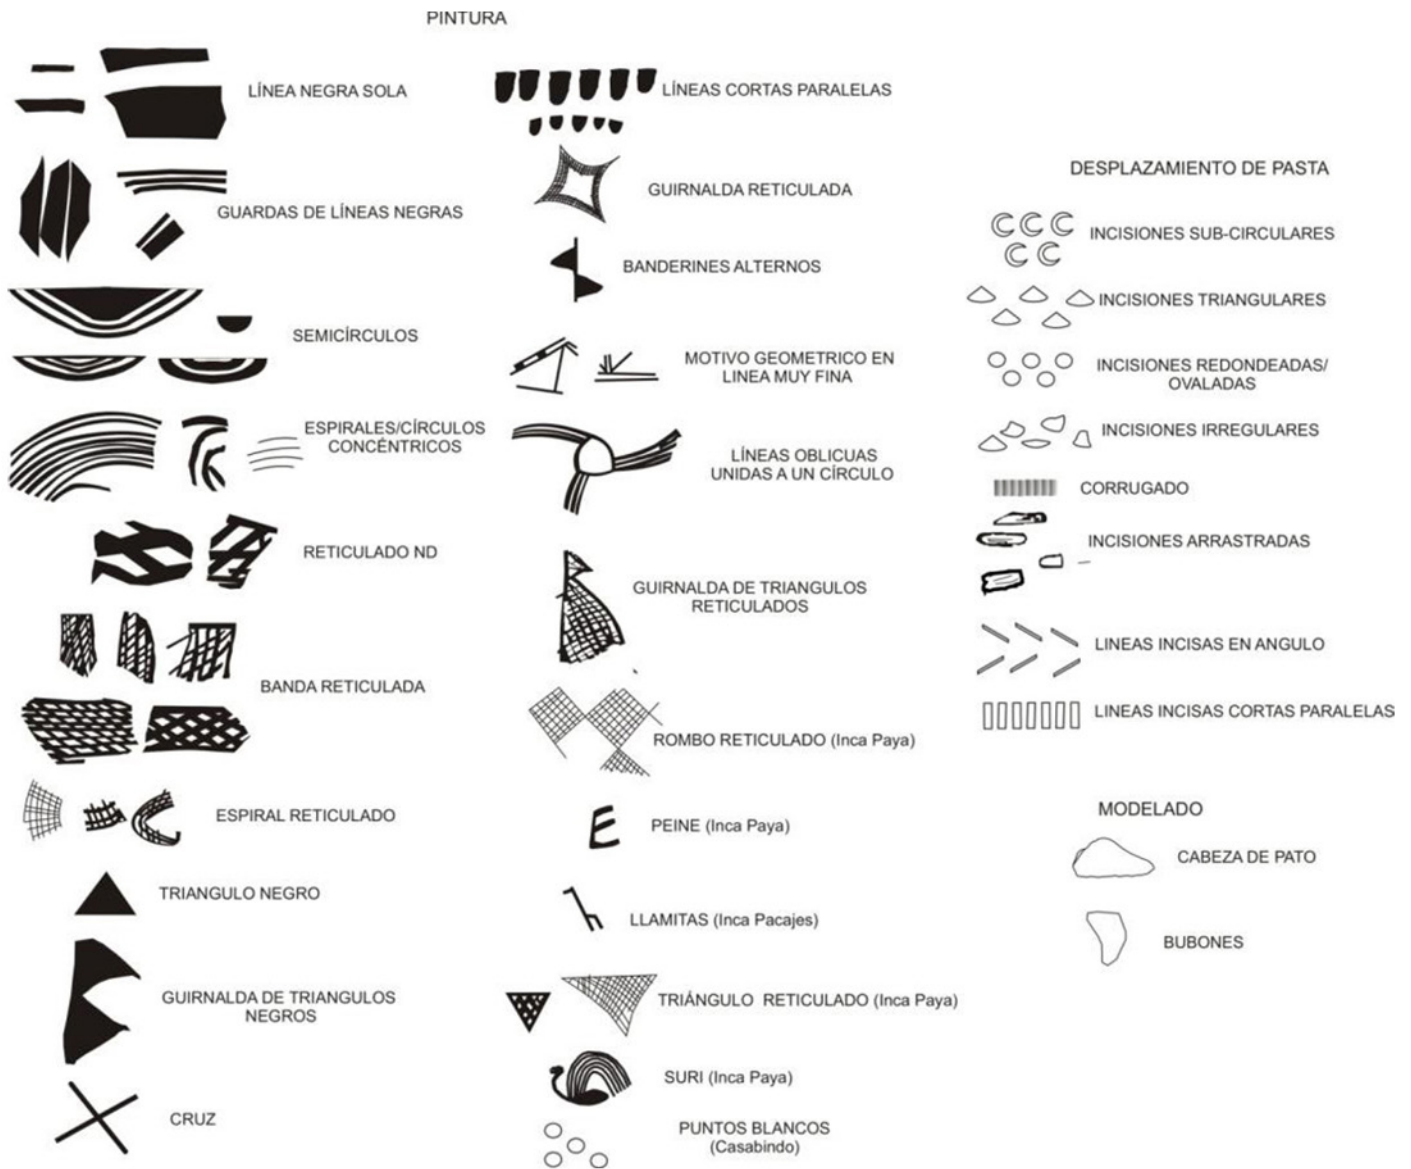 PINTURA
LÍNEA NEGRA SOLA
GUARDAS DE LÍNEAS NEGRAS
SEMICÍRCULOS
ESPIRALES/CÍRCULOS
CONCÉNTRICOS
RETICULADO ND
BANDA RETICULADA
ESPIRAL RETICULADO
TRIANGULO NEGRO
GUIRNALDA DE TRIANGULOS
NEGROS
CRUZ
LÍNEAS CORTAS PARALELAS
GUIRNALDA RETICULADA
BANDERINES ALTERNOS
MOTIVO GEOMETRICO EN
LINEA MUY FINA
LÍNEAS OBLICUAS
UNIDAS A UN CÍRCULO
GUIRNALDA DE TRIANGULOS
RETICULADOS
ROMBO RETICULADO (Inca Paya)
PEINE (Inca Paya)
LLAMITAS (Inca Pacajes)
TRIÁNGULO RETICULADO (Inca Paya)
SURI (Inca Paya)
PUNTOS BLANCOS
(Casabindo)
DESPLAZAMIENTO DE PASTA
INCISIONES SUB-CIRCULARES
INCISIONES TRIANGULARES
INCISIONES REDONDEADAS/
OVALADAS
INCISIONES IRREGULARES
CORRUGADO
INCISIONES ARRASTRADAS
LINEAS INCISAS EN ANGULO
LINEAS INCISAS CORTAS PARALELAS
MODELADO
CABEZA DE PATO
BUBONES